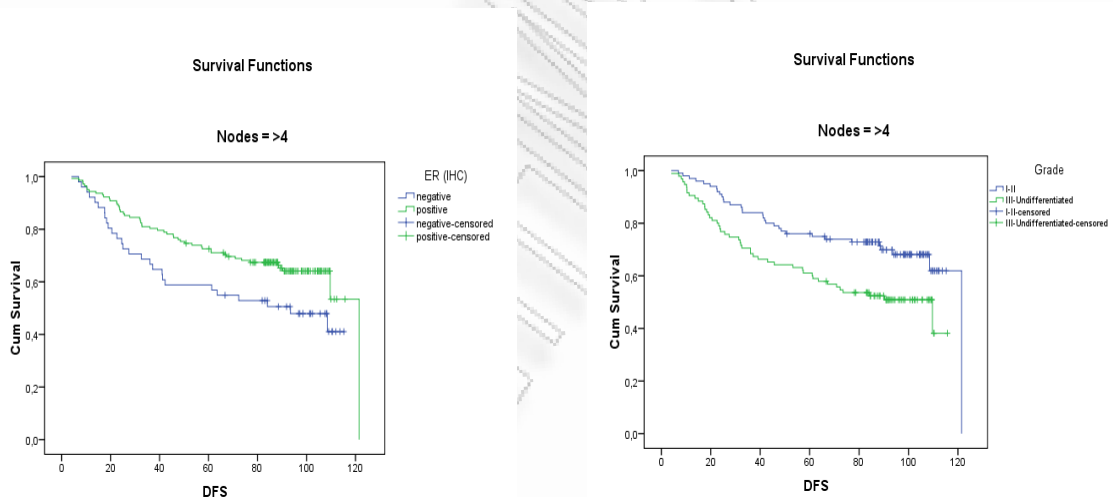 Survival Functions
Nodes = >4
Cum Survival
1,0
0,8
0,6
0,4
0,2
0,0
0 20 40 60 80 100 120
DFS
ER (IHC)
negative
positive
negative-censored
positive-censored
Survival Functions
Nodes = >4
Cum Survival
1,0
0,8
0,6
0,4
0,2
0,0
0 20 40 60 80 100 120
DFS
Grade
I-II
III-Undifferentiated
I-II-censored
III-Undifferentiated-censored